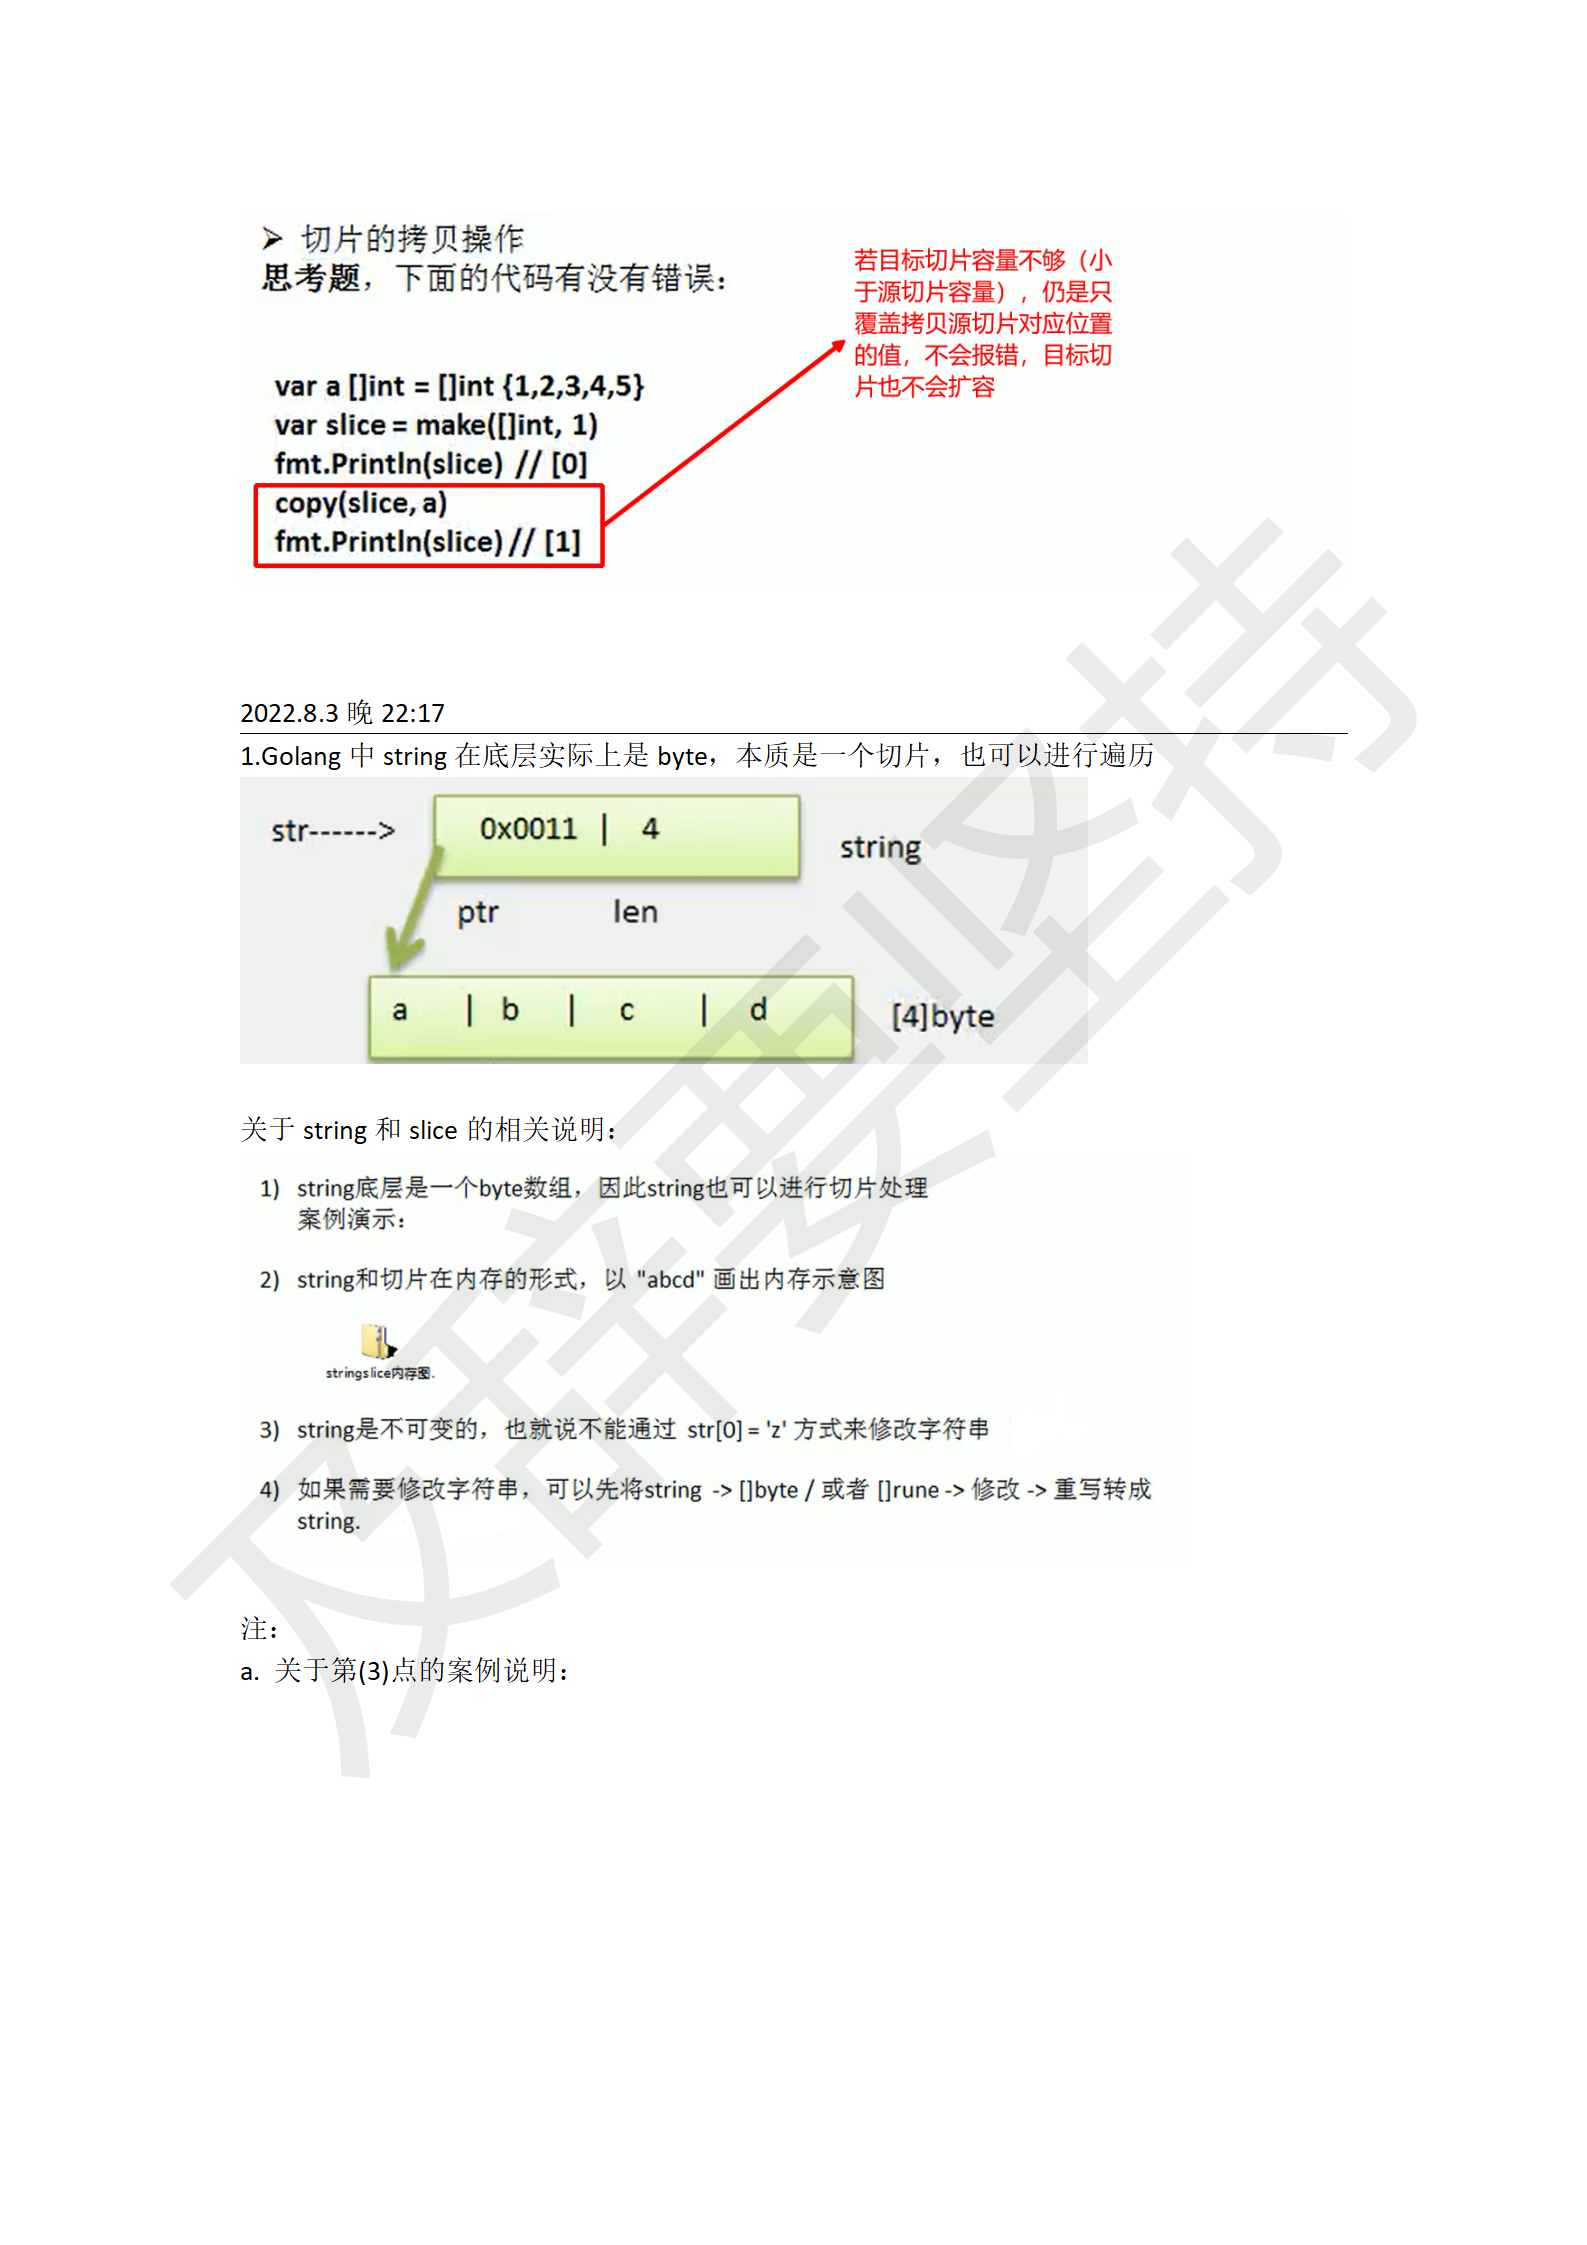 ➢ 切片的拷贝操作
思考题，下面的代码有没有错误：
var a []int = []int {1,2,3,4,5}
var slice = make([]int, 1)
fmt.Println(slice) // [0]
copy(slice, a)
fmt.Println(slice) // [1]
若目标切片容量不够（小
于源切片容量），仍是只
覆盖拷贝源切片对应位置
的值，不会报错，目标切
片也不会扩容
2022.8.3 晚 22:17
1.Golang 中 string 在底层实际上是 byte，本质是一个切片，也可以进行遍历
str------> 0x0011 | 4 string
ptr len
a | b | c | d [4]byte
关于 string 和 slice 的相关说明：
1) string底层是一个byte数组，因此string也可以进行切片处理
案例演示：
2) string和切片在内存的形式，以 "abcd" 画出内存示意图
stringslice内存图.
3) string是不可变的，也就说不能通过 str[0] = 'z' 方式来修改字符串
4) 如果需要修改字符串，可以先将string -> []byte / 或者 []rune -> 修改 -> 重写转成
string.
注：
a. 关于第(3)点的案例说明：
及辞要坚持